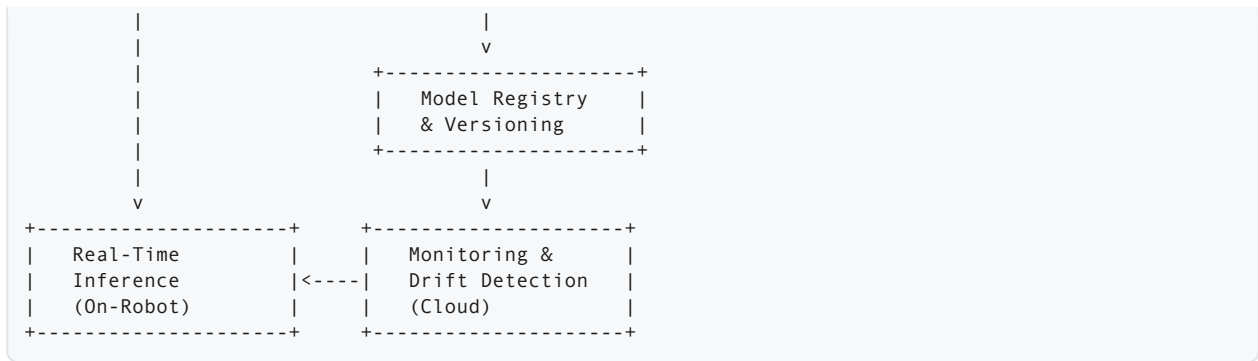 |                            |
            |                            v
            |                   +----------------------+
            |                   |   Model Registry     |
            |                   |   & Versioning       |
            |                   +----------------------+
            |                            |
            v                            v
+---------------------+      +---------------------+
|   Real-Time         |      |   Monitoring &      |
|   Inference         |<----|   Drift Detection   |
|   (On-Robot)        |      |   (Cloud)           |
+---------------------+      +---------------------+